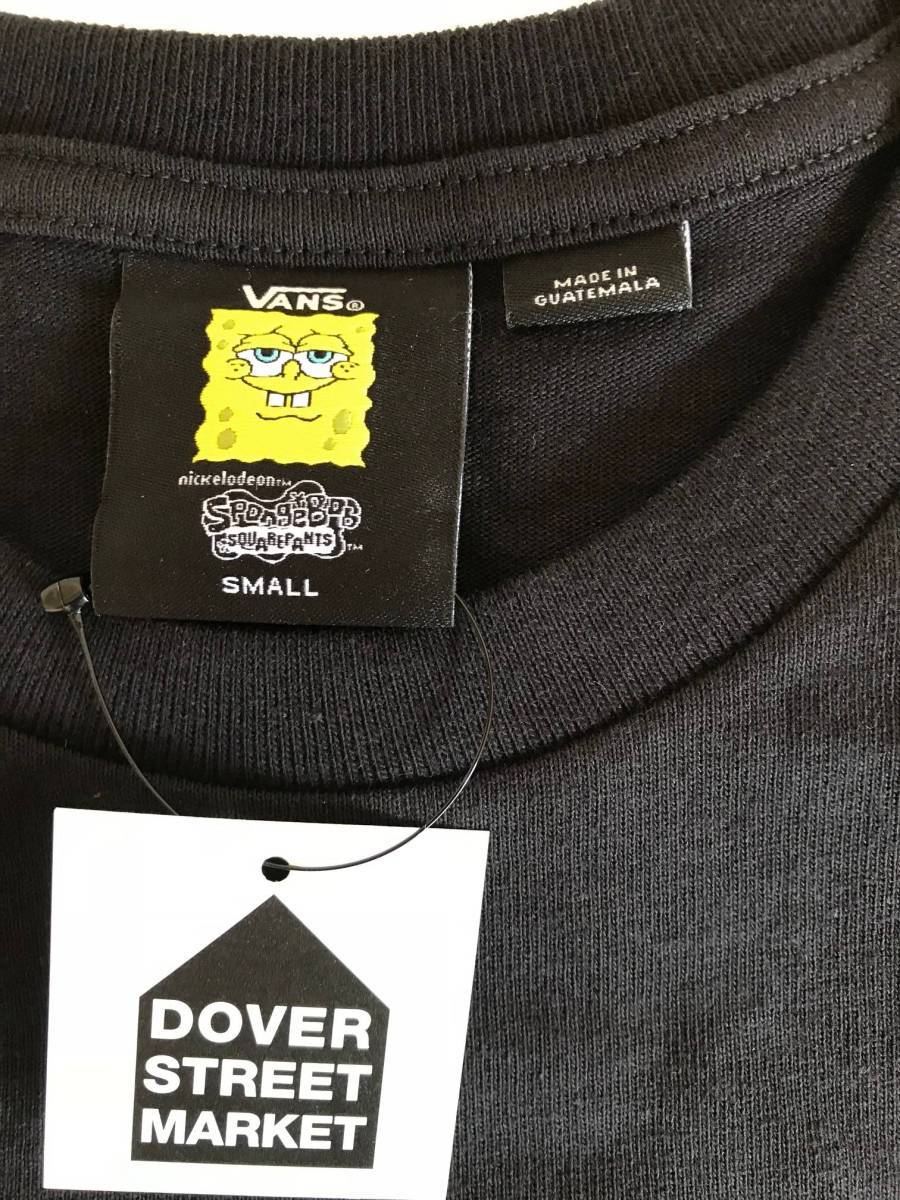 VANS®
MADE IN
GUATEMALA
nickelodeon™
SpongeBob
SQUAREPANTS™
SMALL
DOVER
STREET
MARKET